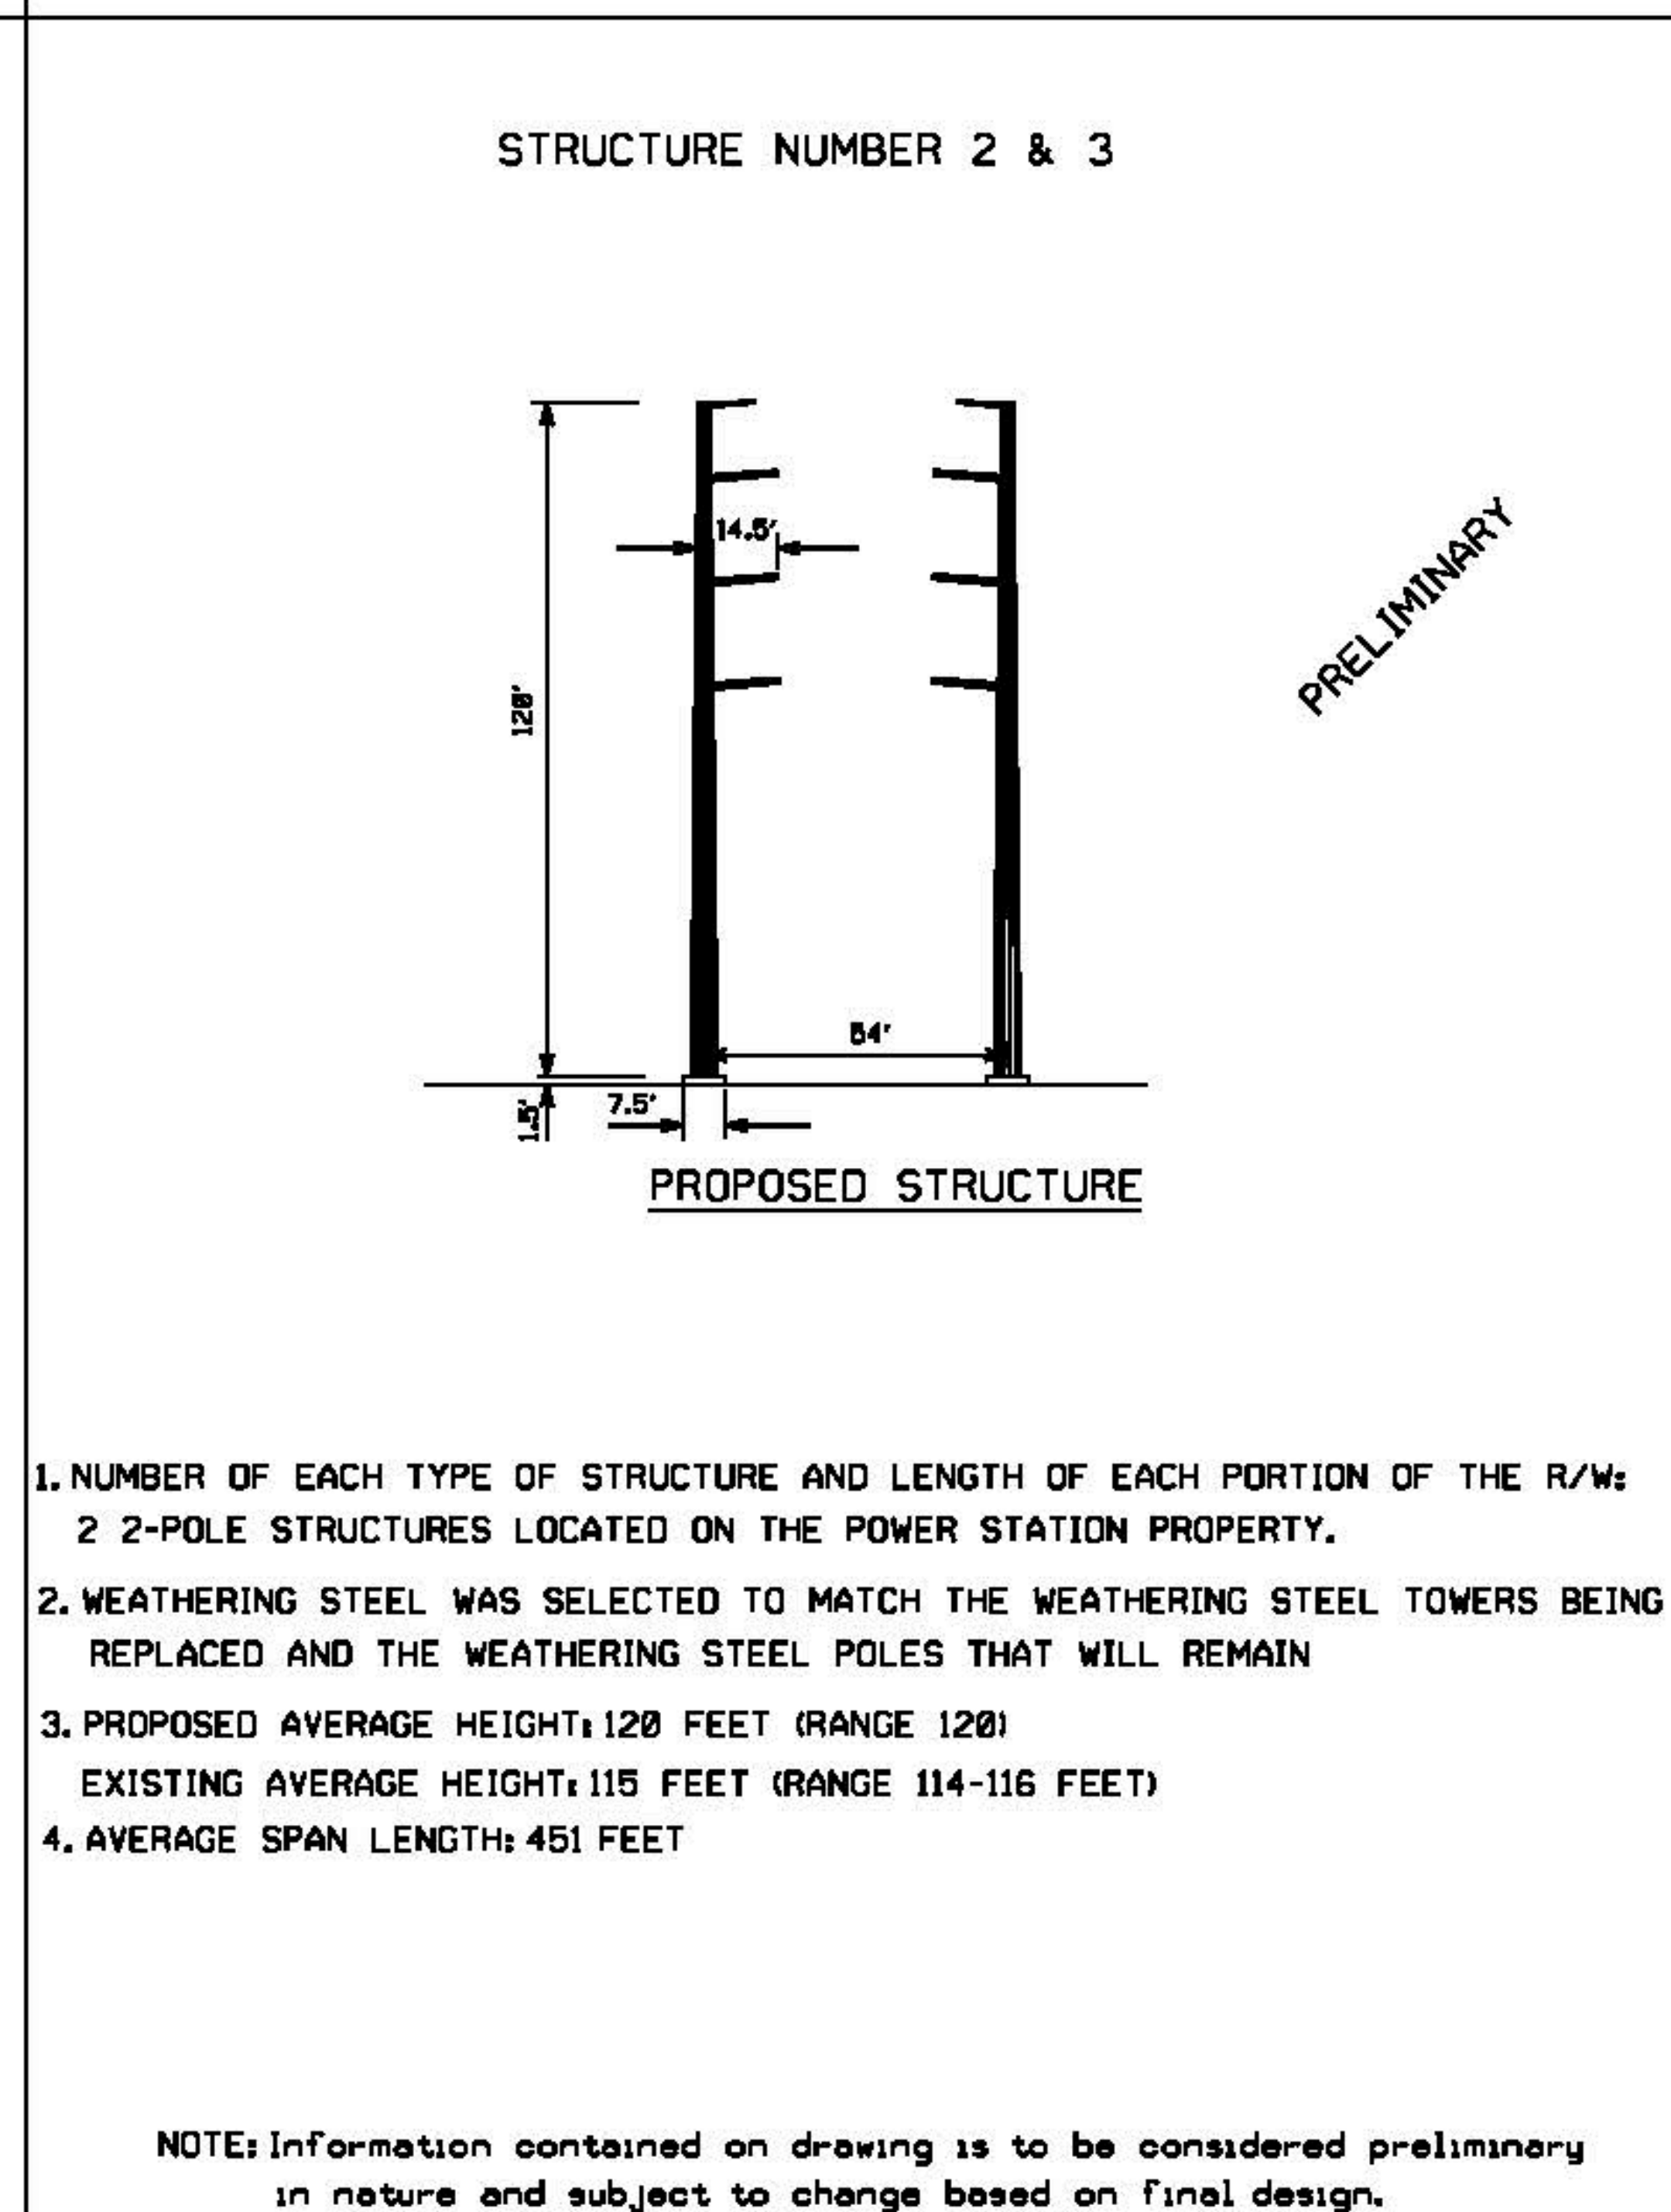 STRUCTURE NUMBER 2 & 3
PRELIMINARY
14.5'
120'
54'
1.5'
7.5'
PROPOSED STRUCTURE
1. NUMBER OF EACH TYPE OF STRUCTURE AND LENGTH OF EACH PORTION OF THE R/W:
2 2-POLE STRUCTURES LOCATED ON THE POWER STATION PROPERTY.
2. WEATHERING STEEL WAS SELECTED TO MATCH THE WEATHERING STEEL TOWERS BEING
REPLACED AND THE WEATHERING STEEL POLES THAT WILL REMAIN
3. PROPOSED AVERAGE HEIGHT: 120 FEET (RANGE 120)
EXISTING AVERAGE HEIGHT: 115 FEET (RANGE 114-116 FEET)
4. AVERAGE SPAN LENGTH: 451 FEET
NOTE: Information contained on drawing is to be considered preliminary
in nature and subject to change based on final design.